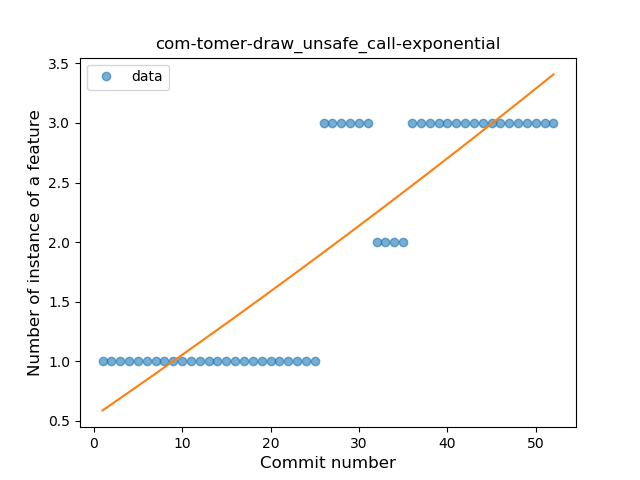 com-tomer-draw_unsafe_call-exponential
data
Number of instance of a feature
3.5
3.0
2.5
2.0
1.5
1.0
0.5
0 10 20 30 40 50
Commit number